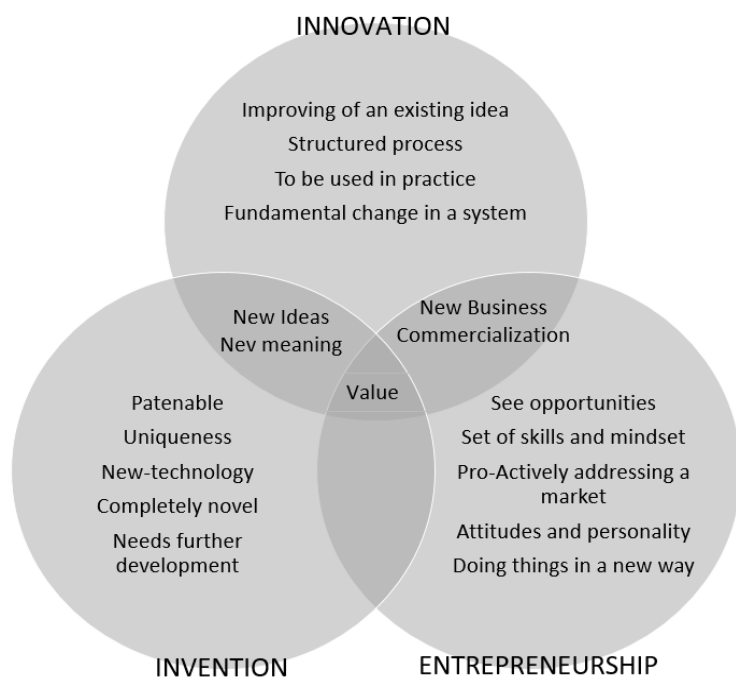 INNOVATION
Improving of an existing idea
Structured process
To be used in practice
Fundamental change in a system
New Ideas
Nev meaning
New Business
Commercialization
Value
Patenable
Uniqueness
New-technology
Completely novel
Needs further
development
See opportunities
Set of skills and mindset
Pro-Actively addressing a
market
Attitudes and personality
Doing things in a new way
INVENTION
ENTREPRENEURSHIP